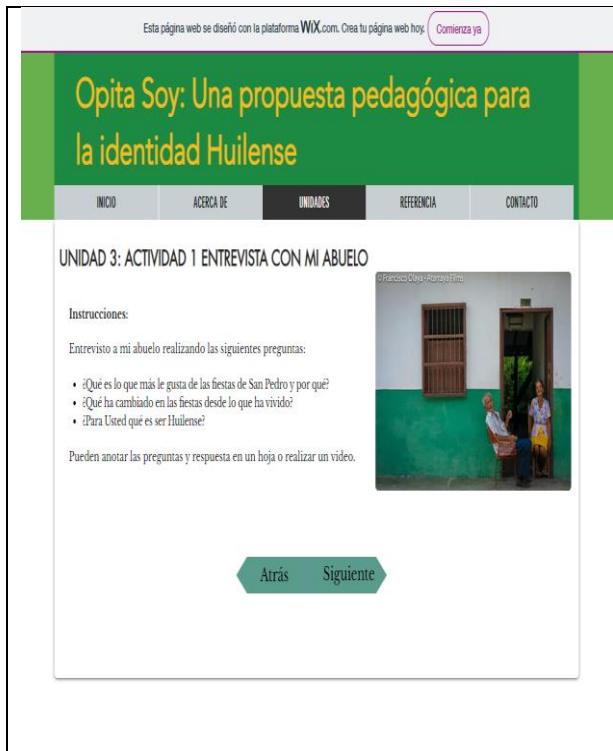 Esta página web se diseñó con la plataforma WiX.com. Crea tu página web hoy. Comienza ya
Opita Soy: Una propuesta pedagógica para
la identidad Huilense
INICIO ACERCA DE UNIDADES REFERENCIA CONTACTO
UNIDAD 3: ACTIVIDAD 1 ENTREVISTA CON MI ABUELO
© Francisco Olaya - Atarraya Films
Instrucciones:
Entrevisto a mi abuelo realizando las siguientes preguntas:
• ¿Qué es lo que más le gusta de las fiestas de San Pedro y por qué?
• ¿Qué ha cambiado en las fiestas desde lo que ha vivido?
• ¿Para Usted qué es ser Huilense?
Pueden anotar las preguntas y respuesta en un hoja o realizar un video.
Atrás Siguiente